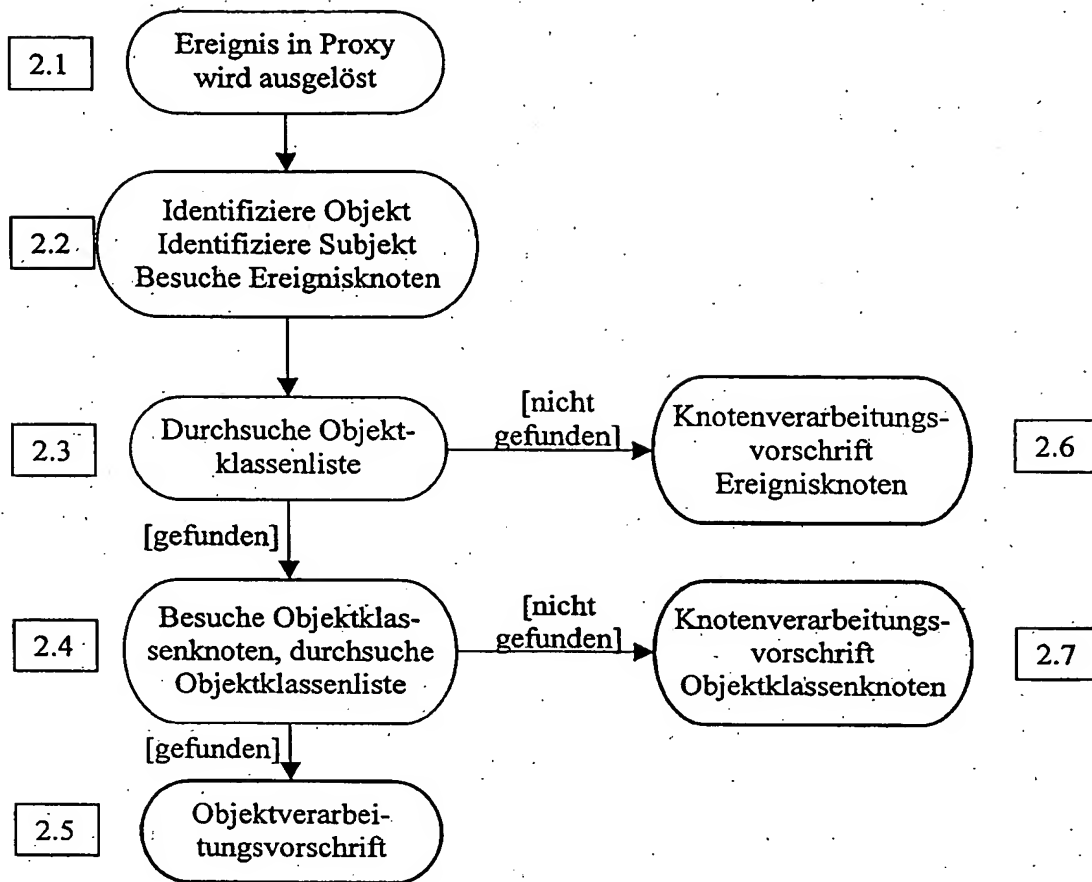 2.1
Ereignis in Proxy
wird ausgelöst
2.2
Identifiziere Objekt
Identifiziere Subjekt
Besuche Ereignisknoten
2.3
Durchsuche Objekt-
klassenliste
[nicht
gefunden]
Knotenverarbeitungs-
vorschrift
Ereignisknoten
2.6
[gefunden]
2.4
Besuche Objektklas-
senknoten, durchsuche
Objektklassenliste
[nicht
gefunden]
Knotenverarbeitungs-
vorschrift
Objektklassenknoten
2.7
[gefunden]
2.5
Objektverarbei-
tungsvorschrift